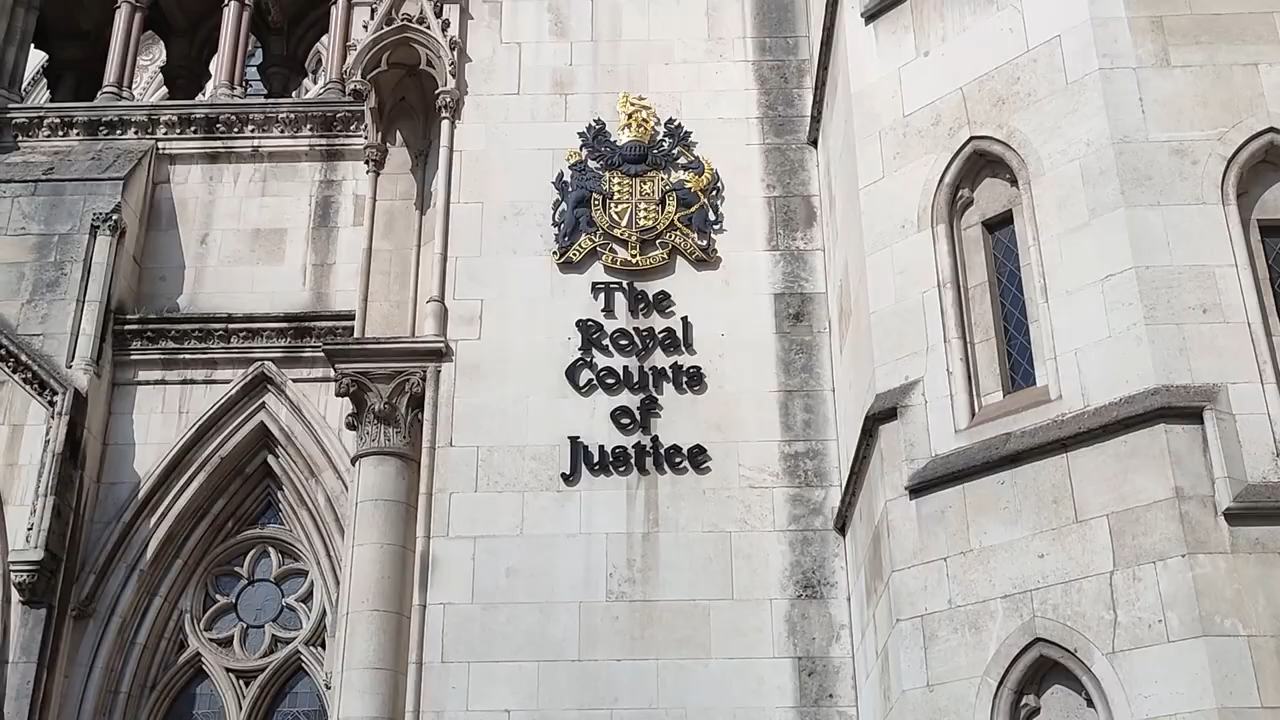 DIEU ET MON DROIT
The
Royal
Courts
of
Justice